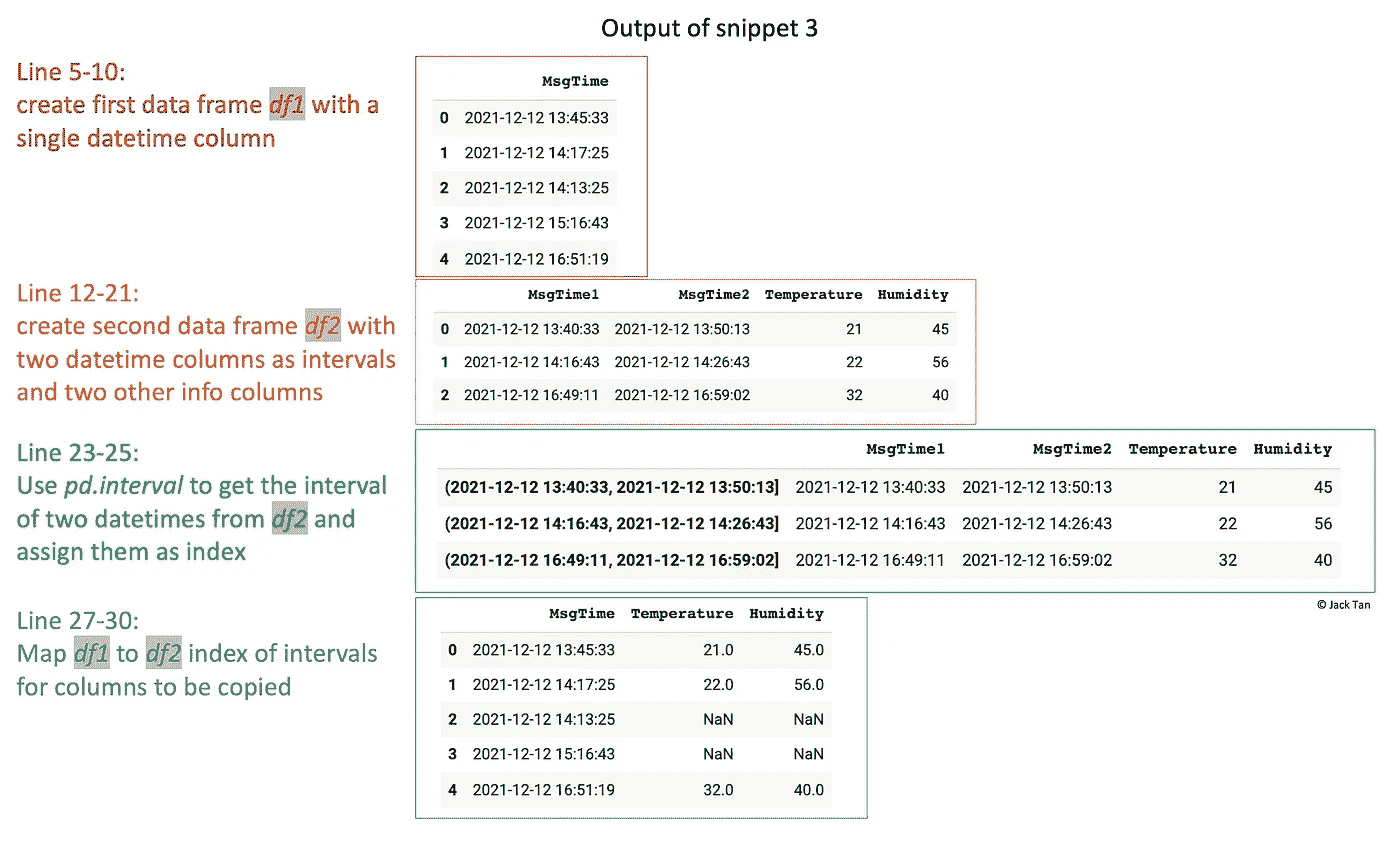 Output of snippet 3
Line 5-10:
create first data frame df1 with a
single datetime column
MsgTime
0 2021-12-12 13:45:33
1 2021-12-12 14:17:25
2 2021-12-12 14:13:25
3 2021-12-12 15:16:43
4 2021-12-12 16:51:19
Line 12-21:
create second data frame df2 with
two datetime columns as intervals
and two other info columns
MsgTime1 MsgTime2 Temperature Humidity
0 2021-12-12 13:40:33 2021-12-12 13:50:13 21 45
1 2021-12-12 14:16:43 2021-12-12 14:26:43 22 56
2 2021-12-12 16:49:11 2021-12-12 16:59:02 32 40
Line 23-25:
Use pd.interval to get the interval
of two datetimes from df2 and
assign them as index
MsgTime1 MsgTime2 Temperature Humidity
(2021-12-12 13:40:33, 2021-12-12 13:50:13] 2021-12-12 13:40:33 2021-12-12 13:50:13 21 45
(2021-12-12 14:16:43, 2021-12-12 14:26:43] 2021-12-12 14:16:43 2021-12-12 14:26:43 22 56
(2021-12-12 16:49:11, 2021-12-12 16:59:02] 2021-12-12 16:49:11 2021-12-12 16:59:02 32 40
© Jack Tan
Line 27-30:
Map df1 to df2 index of intervals
for columns to be copied
MsgTime Temperature Humidity
0 2021-12-12 13:45:33 21.0 45.0
1 2021-12-12 14:17:25 22.0 56.0
2 2021-12-12 14:13:25 NaN NaN
3 2021-12-12 15:16:43 NaN NaN
4 2021-12-12 16:51:19 32.0 40.0